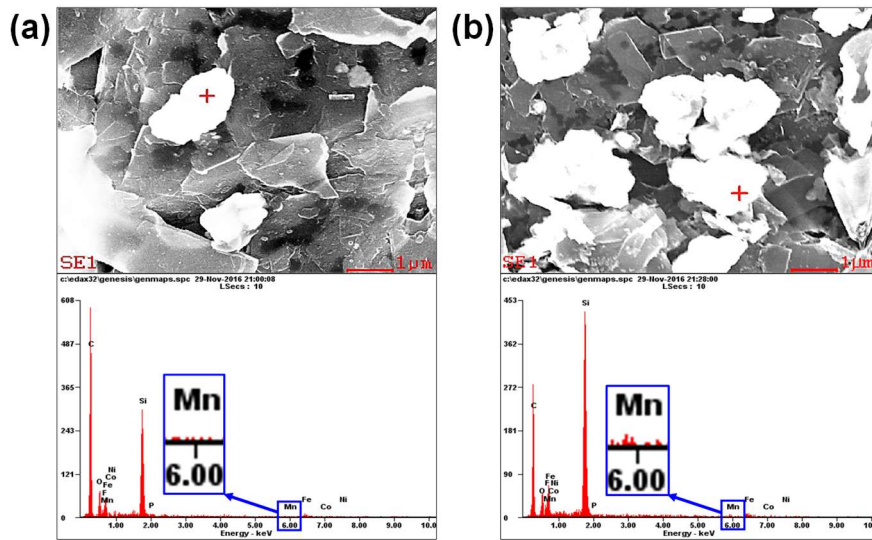 (a)
SE1 1µm
c:\edax32\genesis\genmaps.spc 29-Nov-2016 21:00:08
LSecs : 10
608
487
365
243
121
0
C
O
Ni
Co
Fe
F
Mn
Si
P
Mn
6.00
Mn
Fe
Co
Ni
1.00 2.00 3.00 4.00 5.00 6.00 7.00 8.00 9.00 10.0
Energy - keV
(b)
SE1 1µm
c:\edax32\genesis\genmaps.spc 29-Nov-2016 21:28:00
LSecs : 10
453
362
272
181
90
0
C
O
Fe
F Ni
Co
Mn
Si
P
Mn
6.00
Mn
Fe
Co
Ni
1.00 2.00 3.00 4.00 5.00 6.00 7.00 8.00 9.00 10.0
Energy - keV